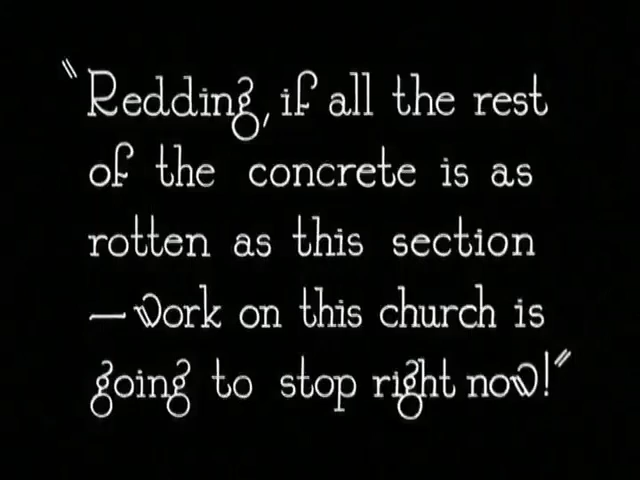 "Redding, if all the rest
of the concrete is as
rotten as this section
—work on this church is
going to stop right now!"